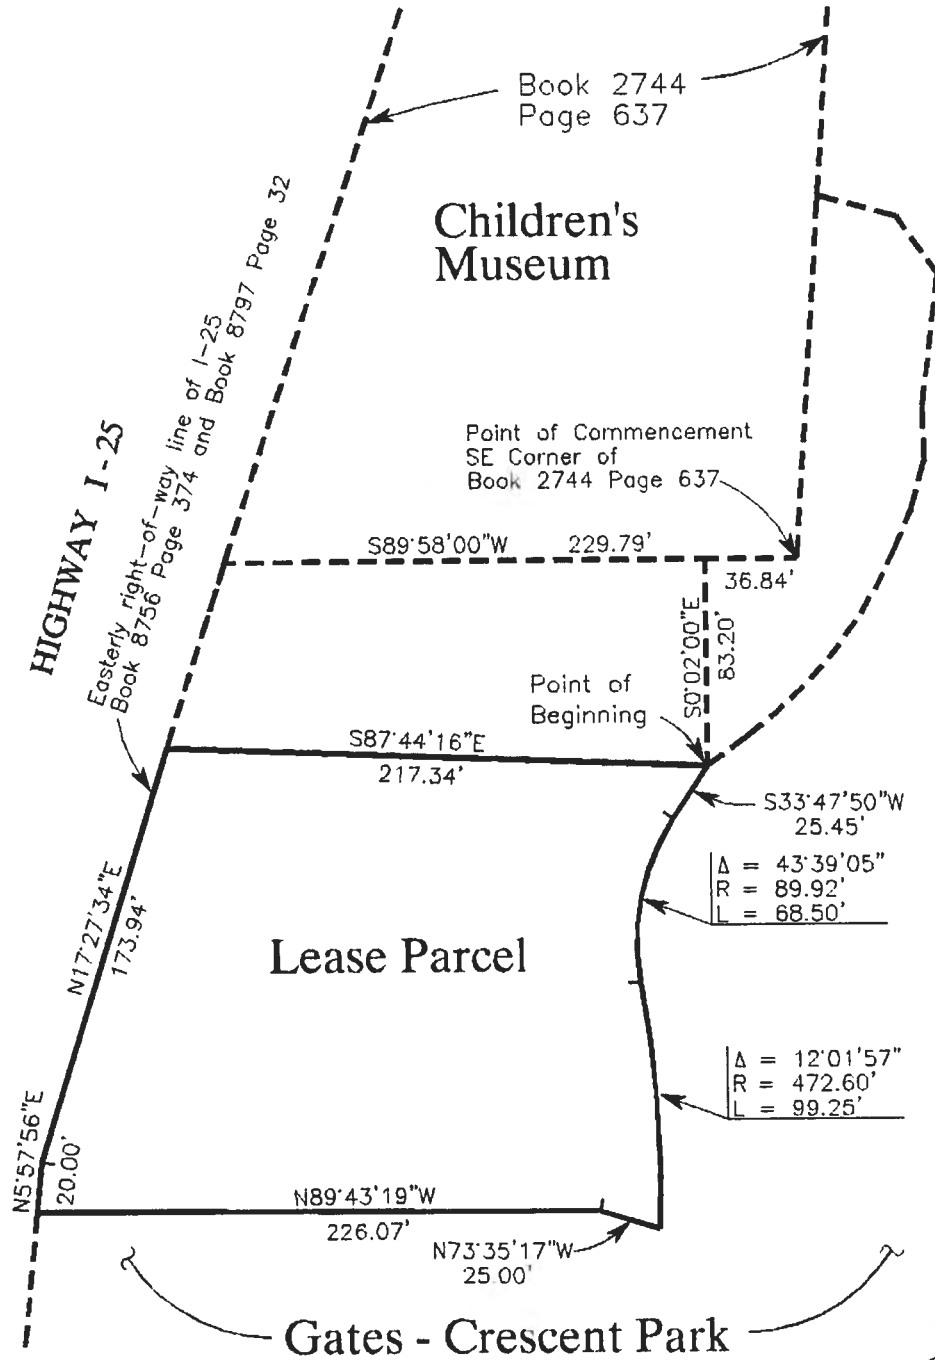 Book 2744
Page 637
Children's
Museum
Easterly right-of-way line of I-25
Book 8756 Page 374 and Book 8797 Page 32
HIGHWAY I-25
Point of Commencement
SE Corner of
Book 2744 Page 637
S89°58'00"W 229.79'
36.84'
S0°02'00"E
83.20'
Point of
Beginning
S87°44'16"E
217.34'
S33°47'50"W
25.45'
Δ = 43°39'05"
R = 89.92'
L = 68.50'
N17°27'34"E
173.94'
Lease Parcel
Δ = 12°01'57"
R = 472.60'
L = 99.25'
N5°57'56"E
20.00'
N89°43'19"W
226.07'
N73°35'17"W
25.00'
Gates - Crescent Park